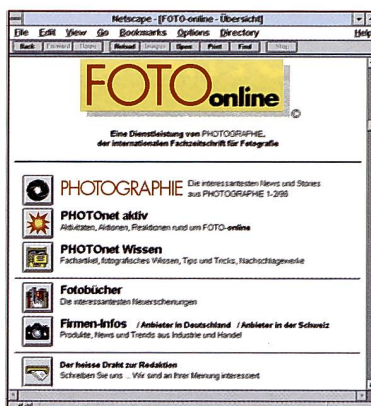 Netscape - [FOTO-online - Übersicht]
File Edit View Go Bookmarks Options Directory Help
Back Forward Home Reload Images Open Print Find Stop
FOTO online ©
Eine Dienstleistung von PHOTOGRAPHIE,
der internationalen Fachzeitschrift für Fotografie
PHOTOGRAPHIE Die interessantesten News und Stories
aus PHOTOGRAPHIE 1-2/96
PHOTOnet aktiv
Aktivitäten, Aktionen, Reaktionen rund um FOTO-online
PHOTOnet Wissen
Fachartikel, fotografisches Wissen, Tips und Tricks, Nachschlagewerke
Fotobücher
Die interessantesten Neuerscheinungen
Firmen-Infos / Anbieter in Deutschland / Anbieter in der Schweiz
Produkte, News und Trends aus Industrie und Handel
Der heisse Draht zur Redaktion
Schreiben Sie uns ... Wir sind an Ihrer Meinung interessiert